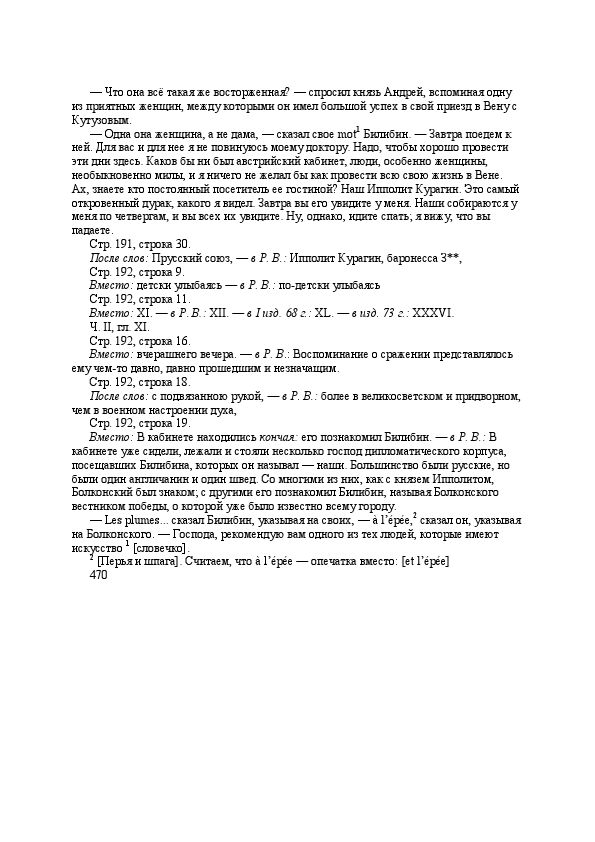 — Что она всё такая же восторженная? — спросил князь Андрей, вспоминая одну
из приятных женщин, между которыми он имел большой успех в свой приезд в Вену с
Кутузовым.
— Одна она женщина, а не дама, — сказал свое mot¹ Билибин. — Завтра поедем к
ней. Для вас и для нее я не повинуюсь моему доктору. Надо, чтобы хорошо провести
эти дни здесь. Каков бы ни был австрийский кабинет, люди, особенно женщины,
необыкновенно милы, и я ничего не желал бы как провести всю свою жизнь в Вене.
Ах, знаете кто постоянный посетитель ее гостиной? Наш Ипполит Курагин. Это самый
откровенный дурак, какого я видел. Завтра вы его увидите у меня. Наши собираются у
меня по четвергам, и вы всех их увидите. Ну, однако, идите спать; я вижу, что вы
падаете.
Стр. 191, строка 30.
После слов: Прусский союз, — в Р. В.: Ипполит Курагин, баронесса З**,
Стр. 192, строка 9.
Вместо: детски улыбаясь — в Р. В.: по-детски улыбаясь
Стр. 192, строка 11.
Вместо: XI. — в Р. В.: XII. — в I изд. 68 г.: XL. — в изд. 73 г.: XXXVI.
Ч. II, гл. XI.
Стр. 192, строка 16.
Вместо: вчерашнего вечера. — в Р. В.: Воспоминание о сражении представлялось
ему чем-то давно, давно прошедшим и незначащим.
Стр. 192, строка 18.
После слов: с подвязанною рукой, — в Р. В.: более в великосветском и придворном,
чем в военном настроении духа,
Стр. 192, строка 19.
Вместо: В кабинете находились кончая: его познакомил Билибин. — в Р. В.: В
кабинете уже сидели, лежали и стояли несколько господ дипломатического корпуса,
посещавших Билибина, которых он называл — наши. Большинство были русские, но
были один англичанин и один швед. Со многими из них, как с князем Ипполитом,
Болконский был знаком; с другими его познакомил Билибин, называя Болконского
вестником победы, о которой уже было известно всему городу.
— Les plumes... сказал Билибин, указывая на своих, — à l’épée,² сказал он, указывая
на Болконского. — Господа, рекомендую вам одного из тех людей, которые имеют
искусство ¹ [словечко].
² [Перья и шпага]. Считаем, что à l’épée — опечатка вместо: [et l’épée]
470